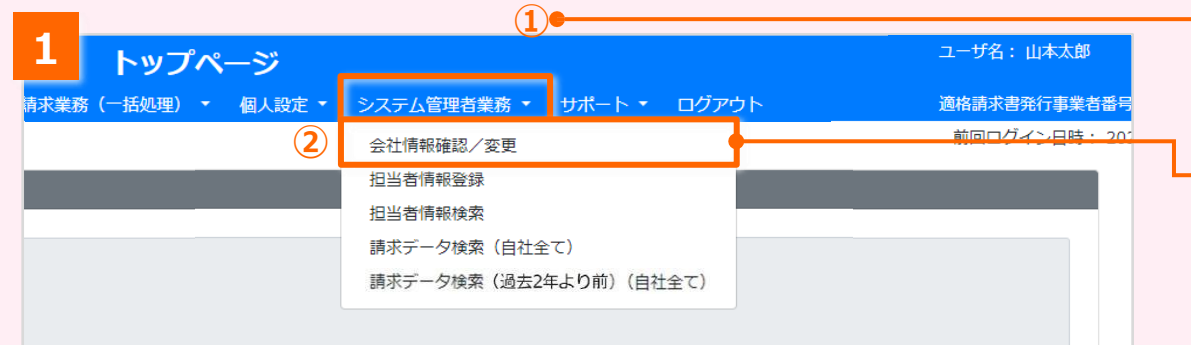 ①
1
トップページ
ユーザ名： 山本太郎
請求業務（一括処理） 個人設定 システム管理者業務 サポート ログアウト
適格請求書発行事業者番号
前回ログイン日時： 202
②
会社情報確認／変更
担当者情報登録
担当者情報検索
請求データ検索（自社全て）
請求データ検索（過去2年より前）（自社全て）